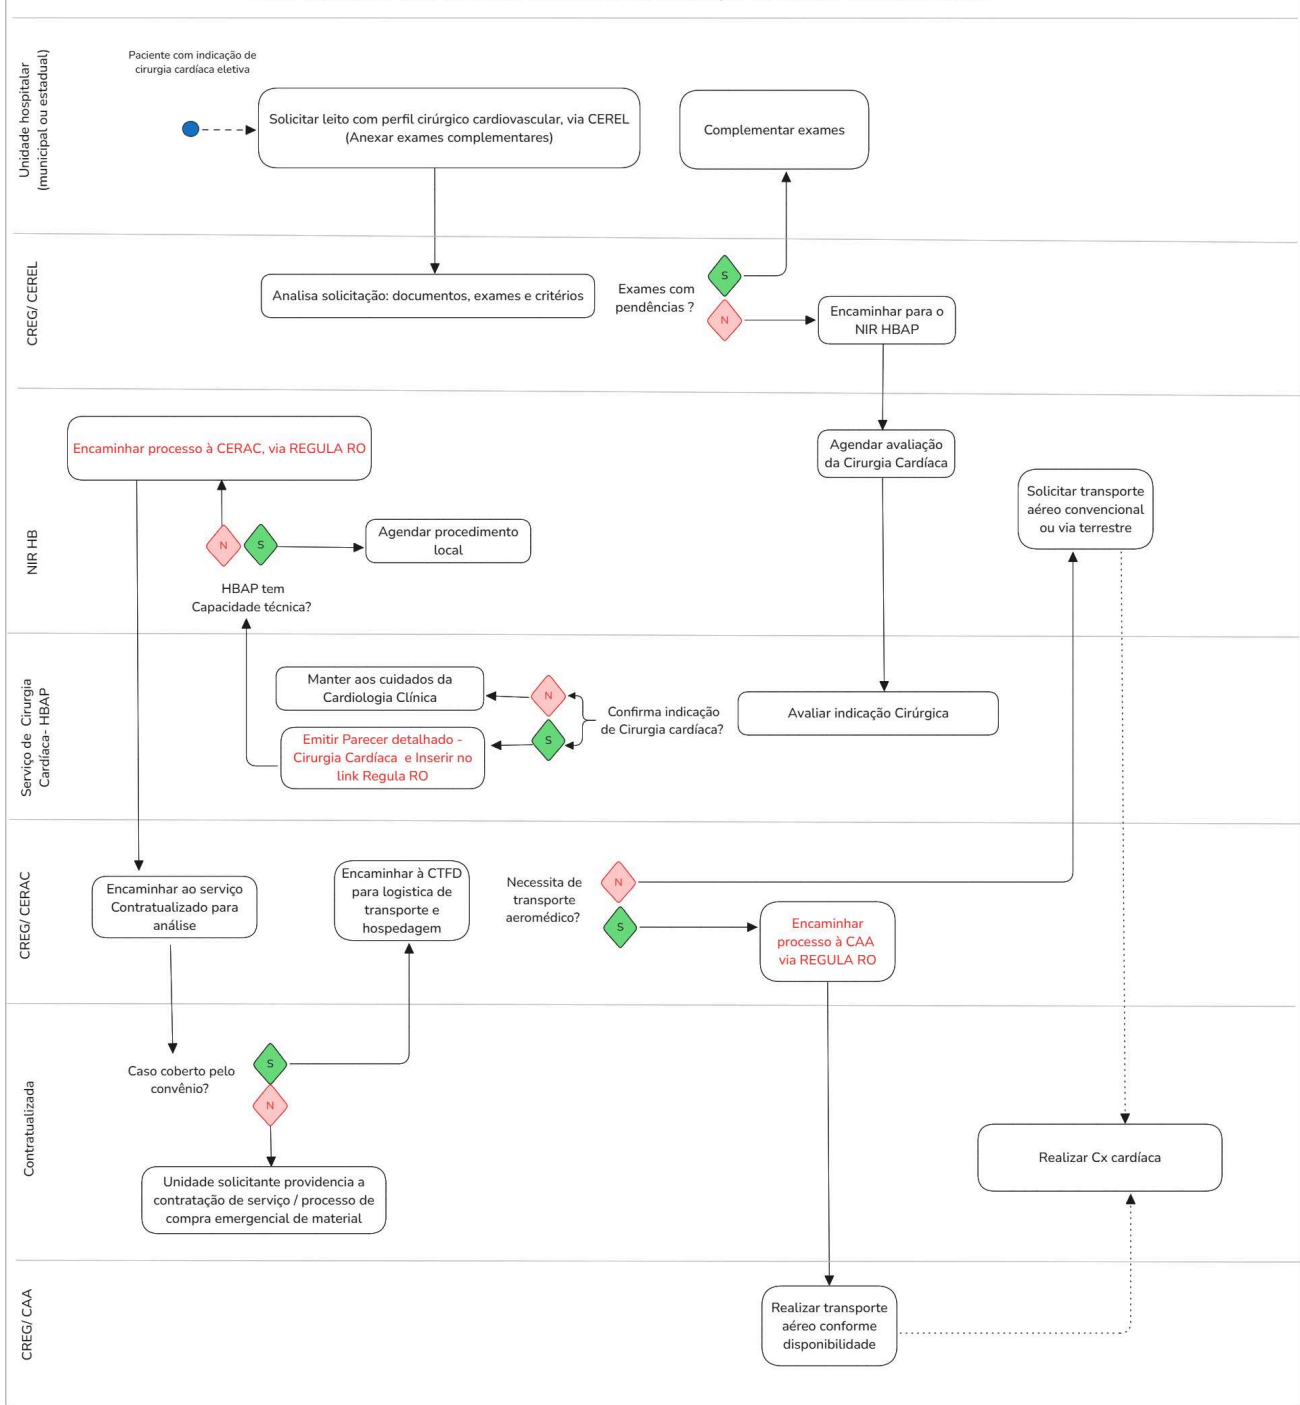 Unidade hospitalar
(municipal ou estadual)
Paciente com indicação de
cirurgia cardíaca eletiva
Solicitar leito com perfil cirúrgico cardiovascular, via CEREL
(Anexar exames complementares)
Complementar exames
CREG/ CEREL
Analisa solicitação: documentos, exames e critérios
Exames com
pendências ?
S
N
Encaminhar para o
NIR HBAP
NIR HB
Encaminhar processo à CERAC, via REGULA RO
Agendar avaliação
da Cirurgia Cardíaca
Solicitar transporte
aéreo convencional
ou via terrestre
N
S
Agendar procedimento
local
HBAP tem
Capacidade técnica?
Serviço de Cirurgia
Cardíaca- HBAP
Manter aos cuidados da
Cardiologia Clínica
N
S
Confirma indicação
de Cirurgia cardíaca?
Avaliar indicação Cirúrgica
Emitir Parecer detalhado -
Cirurgia Cardíaca e Inserir no
link Regula RO
CREG/ CERAC
Encaminhar ao serviço
Contratualizado para
análise
Encaminhar à CTFD
para logistica de
transporte e
hospedagem
Necessita de
transporte
aeromédico?
N
S
Encaminhar
processo à CAA
via REGULA RO
Contratualizada
Caso coberto pelo
convênio?
S
N
Unidade solicitante providencia a
contratação de serviço / processo de
compra emergencial de material
Realizar Cx cardíaca
CREG/ CAA
Realizar transporte
aéreo conforme
disponibilidade